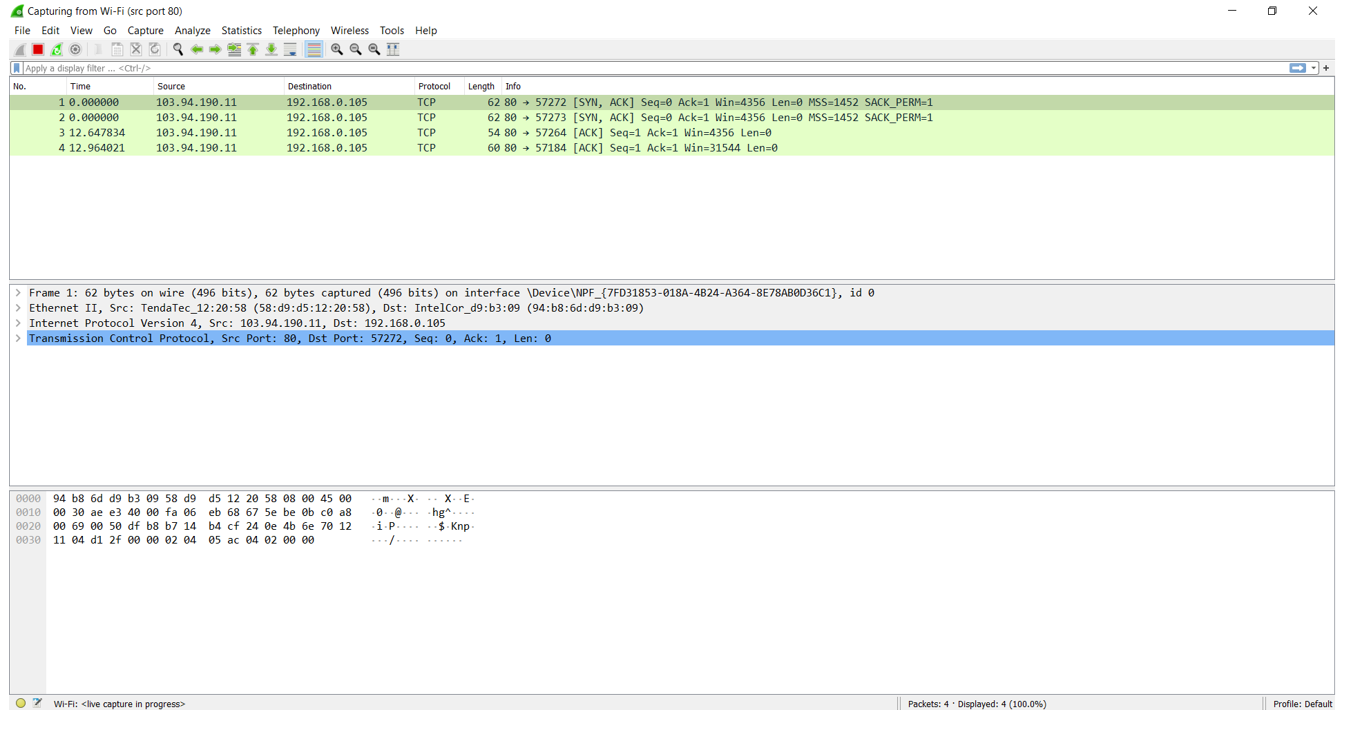 Capturing from Wi-Fi (src port 80)
File Edit View Go Capture Analyze Statistics Telephony Wireless Tools Help
Apply a display filter ... <Ctrl-/>
No. Time Source Destination Protocol Length Info
1 0.000000 103.94.190.11 192.168.0.105 TCP 62 80 → 57272 [SYN, ACK] Seq=0 Ack=1 Win=4356 Len=0 MSS=1452 SACK_PERM=1
2 0.000000 103.94.190.11 192.168.0.105 TCP 62 80 → 57273 [SYN, ACK] Seq=0 Ack=1 Win=4356 Len=0 MSS=1452 SACK_PERM=1
3 12.647834 103.94.190.11 192.168.0.105 TCP 54 80 → 57264 [ACK] Seq=1 Ack=1 Win=4356 Len=0
4 12.964021 103.94.190.11 192.168.0.105 TCP 60 80 → 57184 [ACK] Seq=1 Ack=1 Win=31544 Len=0
Frame 1: 62 bytes on wire (496 bits), 62 bytes captured (496 bits) on interface \Device\NPF_{7FD31853-018A-4B24-A364-8E78AB0D36C1}, id 0
Ethernet II, Src: TendaTec_12:20:58 (58:d9:d5:12:20:58), Dst: IntelCor_d9:b3:09 (94:b8:6d:d9:b3:09)
Internet Protocol Version 4, Src: 103.94.190.11, Dst: 192.168.0.105
Transmission Control Protocol, Src Port: 80, Dst Port: 57272, Seq: 0, Ack: 1, Len: 0
0000 94 b8 6d d9 b3 09 58 d9 d5 12 20 58 08 00 45 00 ··m···X· ·· X··E·
0010 00 30 ae e3 40 00 fa 06 eb 68 67 5e be 0b c0 a8 ·0··@··· ·hg^····
0020 00 69 00 50 df b8 b7 14 b4 cf 24 0e 4b 6e 70 12 ·i·P···· ··$·Knp·
0030 11 04 d1 2f 00 00 02 04 05 ac 04 02 00 00 ···/···· ······
Wi-Fi: <live capture in progress> Packets: 4 · Displayed: 4 (100.0%) Profile: Default